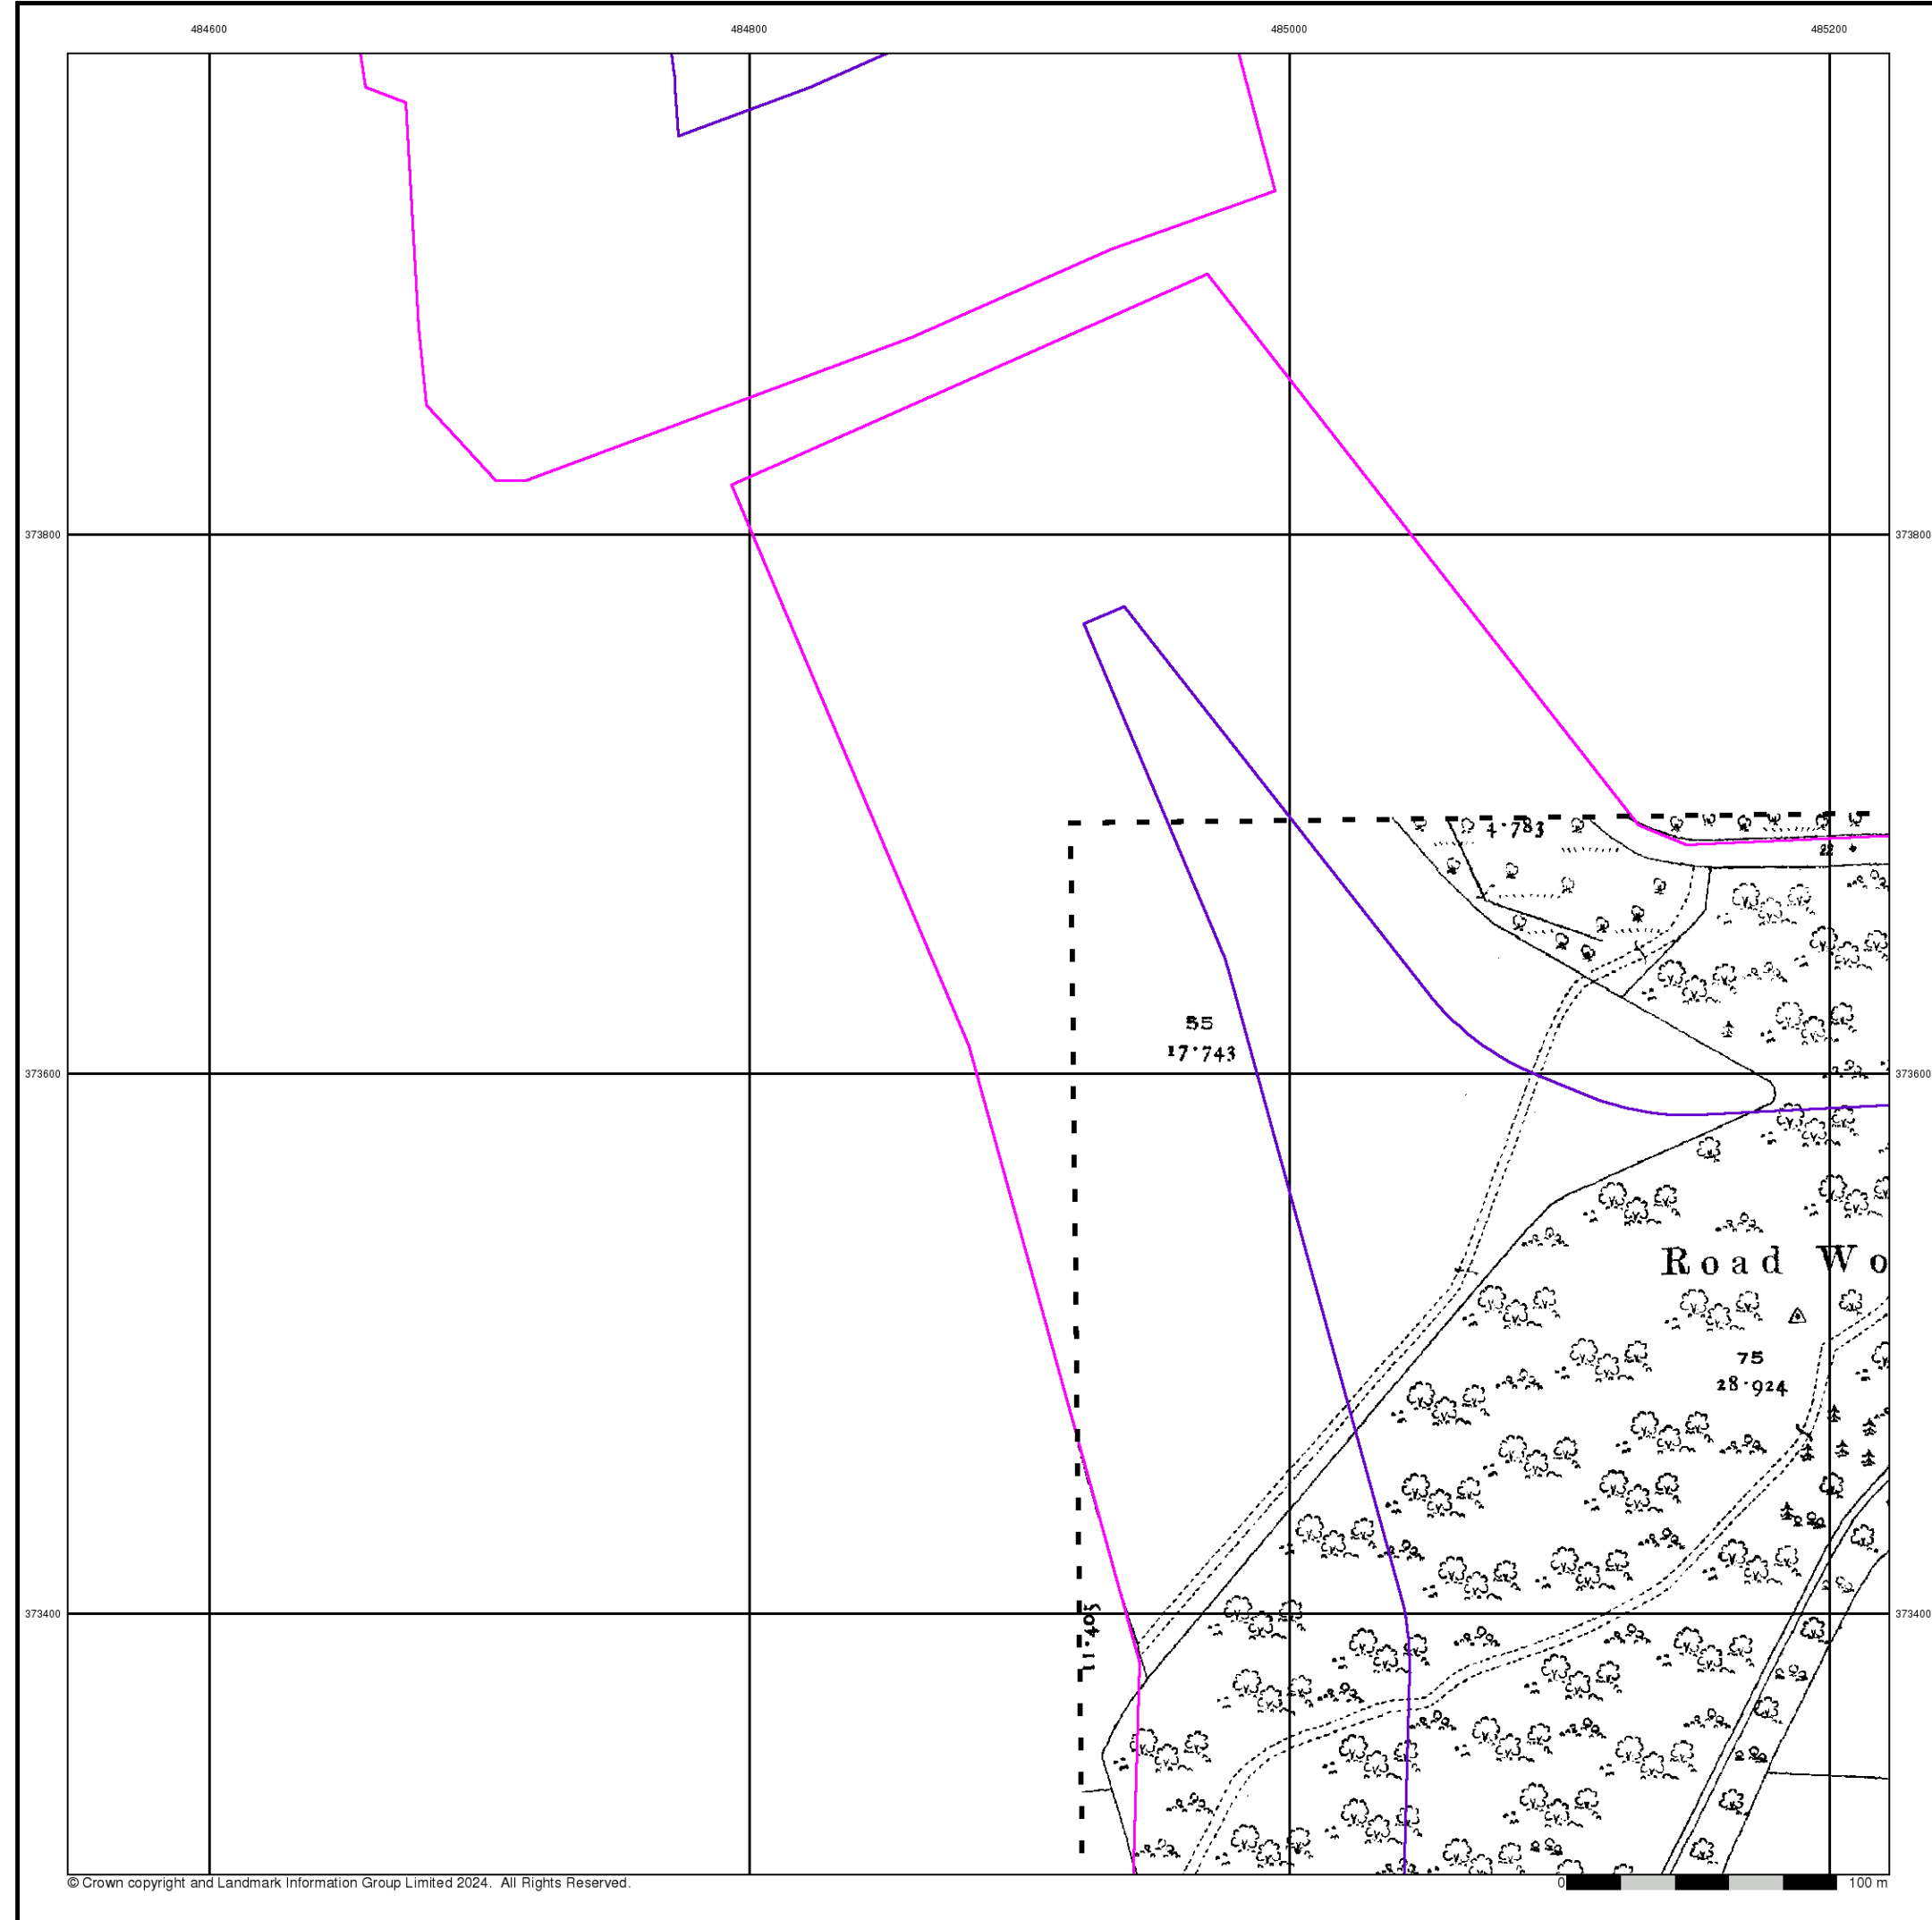 484600 484800 485000 485200
373800 373800
4·783
22
55
17·743
373600 373600
Road Wo
75
28·924
373400 373400
11·405
© Crown copyright and Landmark Information Group Limited 2024. All Rights Reserved.
0 100 m